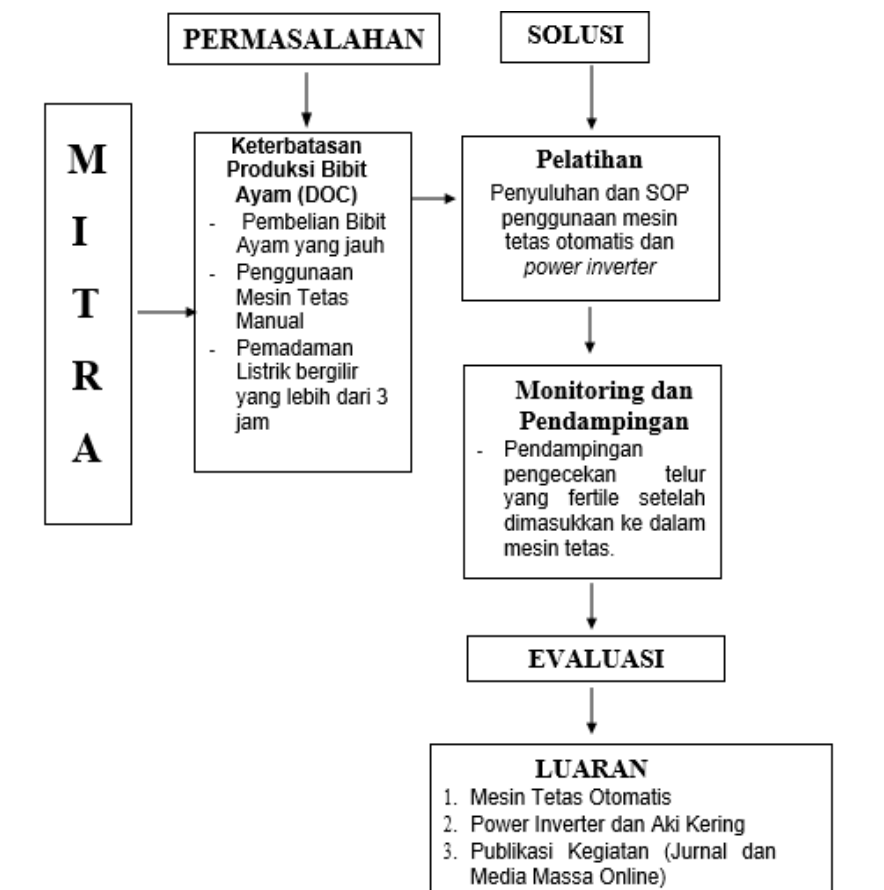 PERMASALAHAN
SOLUSI
M
I
T
R
A
Keterbatasan
Produksi Bibit
Ayam (DOC)
- Pembelian Bibit
Ayam yang jauh
- Penggunaan
Mesin Tetas
Manual
- Pemadaman
Listrik bergilir
yang lebih dari 3
jam
Pelatihan
Penyuluhan dan SOP
penggunaan mesin
tetas otomatis dan
power inverter
Monitoring dan
Pendampingan
- Pendampingan
pengecekan telur
yang fertile setelah
dimasukkan ke dalam
mesin tetas.
EVALUASI
LUARAN
1. Mesin Tetas Otomatis
2. Power Inverter dan Aki Kering
3. Publikasi Kegiatan (Jurnal dan
Media Massa Online)